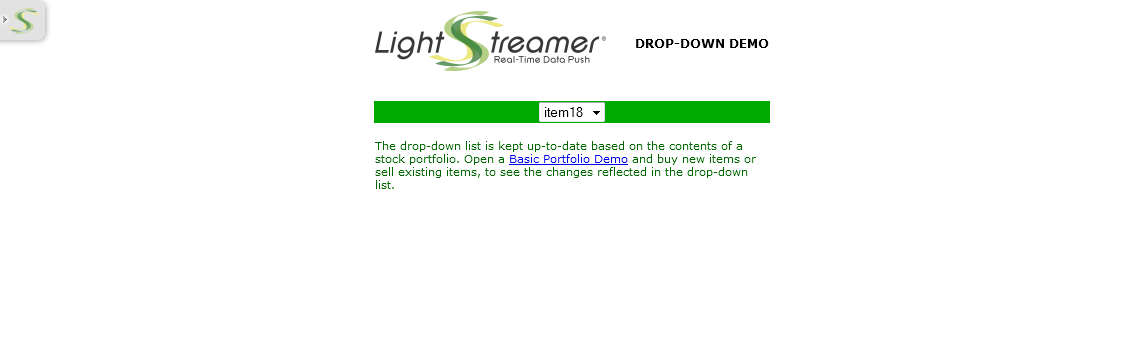 LightStreamer®
Real-Time Data Push
DROP-DOWN DEMO
item18
The drop-down list is kept up-to-date based on the contents of a
stock portfolio. Open a Basic Portfolio Demo and buy new items or
sell existing items, to see the changes reflected in the drop-down
list.